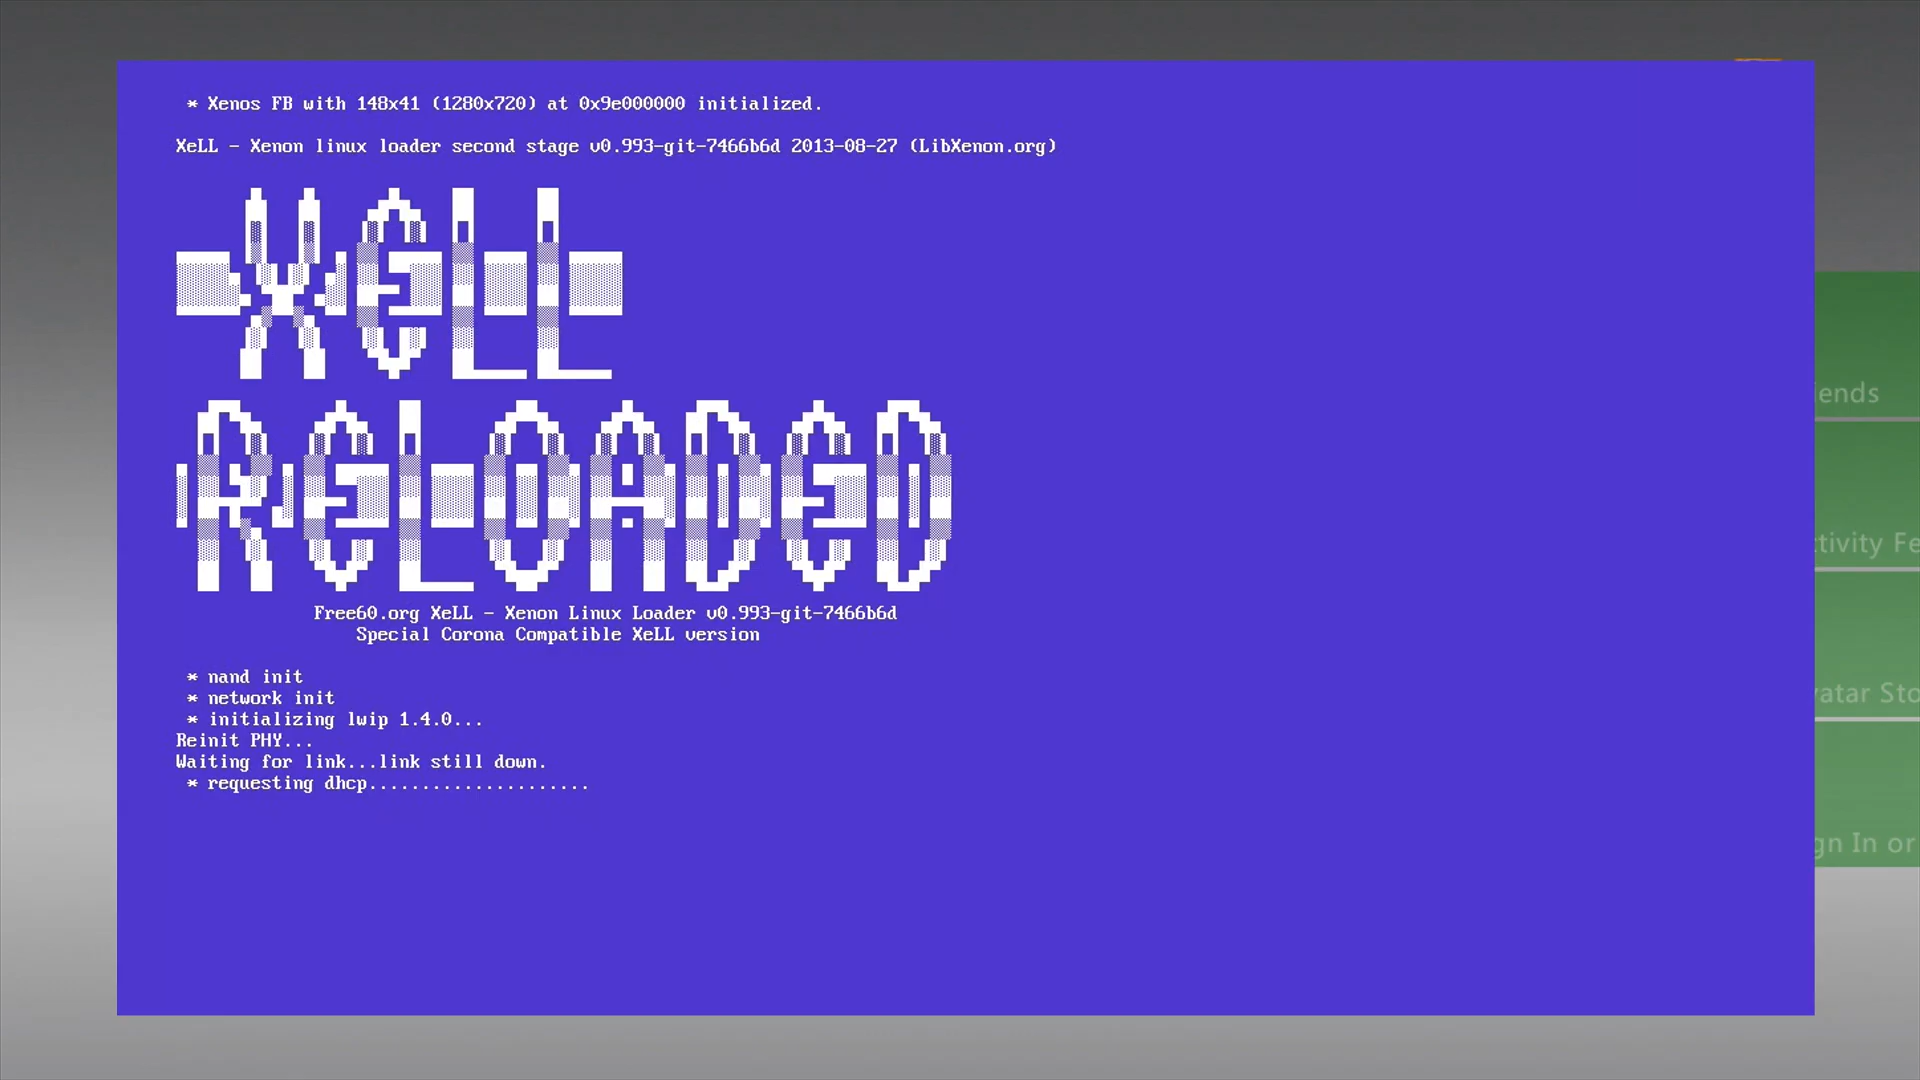 * Xenos FB with 148x41 (1280x720) at 0x9e000000 initialized.
XeLL - Xenon linux loader second stage v0.993-git-7466b6d 2013-08-27 (LibXenon.org)
XeLL
ReLOADeD
Free60.org XeLL - Xenon Linux Loader v0.993-git-7466b6d
Special Corona Compatible XeLL version
* nand init
* network init
* initializing lwip 1.4.0...
Reinit PHY...
Waiting for link...link still down.
* requesting dhcp.....................
iends
ctivity Fe
vatar Sto
gn In or